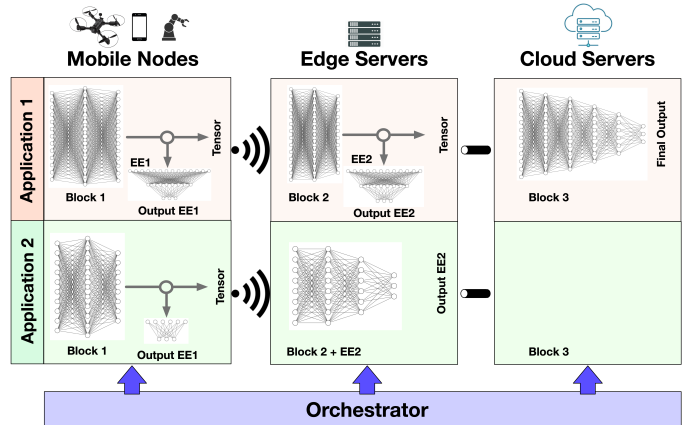 Mobile Nodes
Edge Servers
Cloud Servers
Application 1
EE1
Tensor
Block 1
Output EE1
EE2
Tensor
Block 2
Output EE2
Final Output
Block 3
Application 2
Tensor
Block 1
Output EE1
Output EE2
Block 2 + EE2
Block 3
Orchestrator